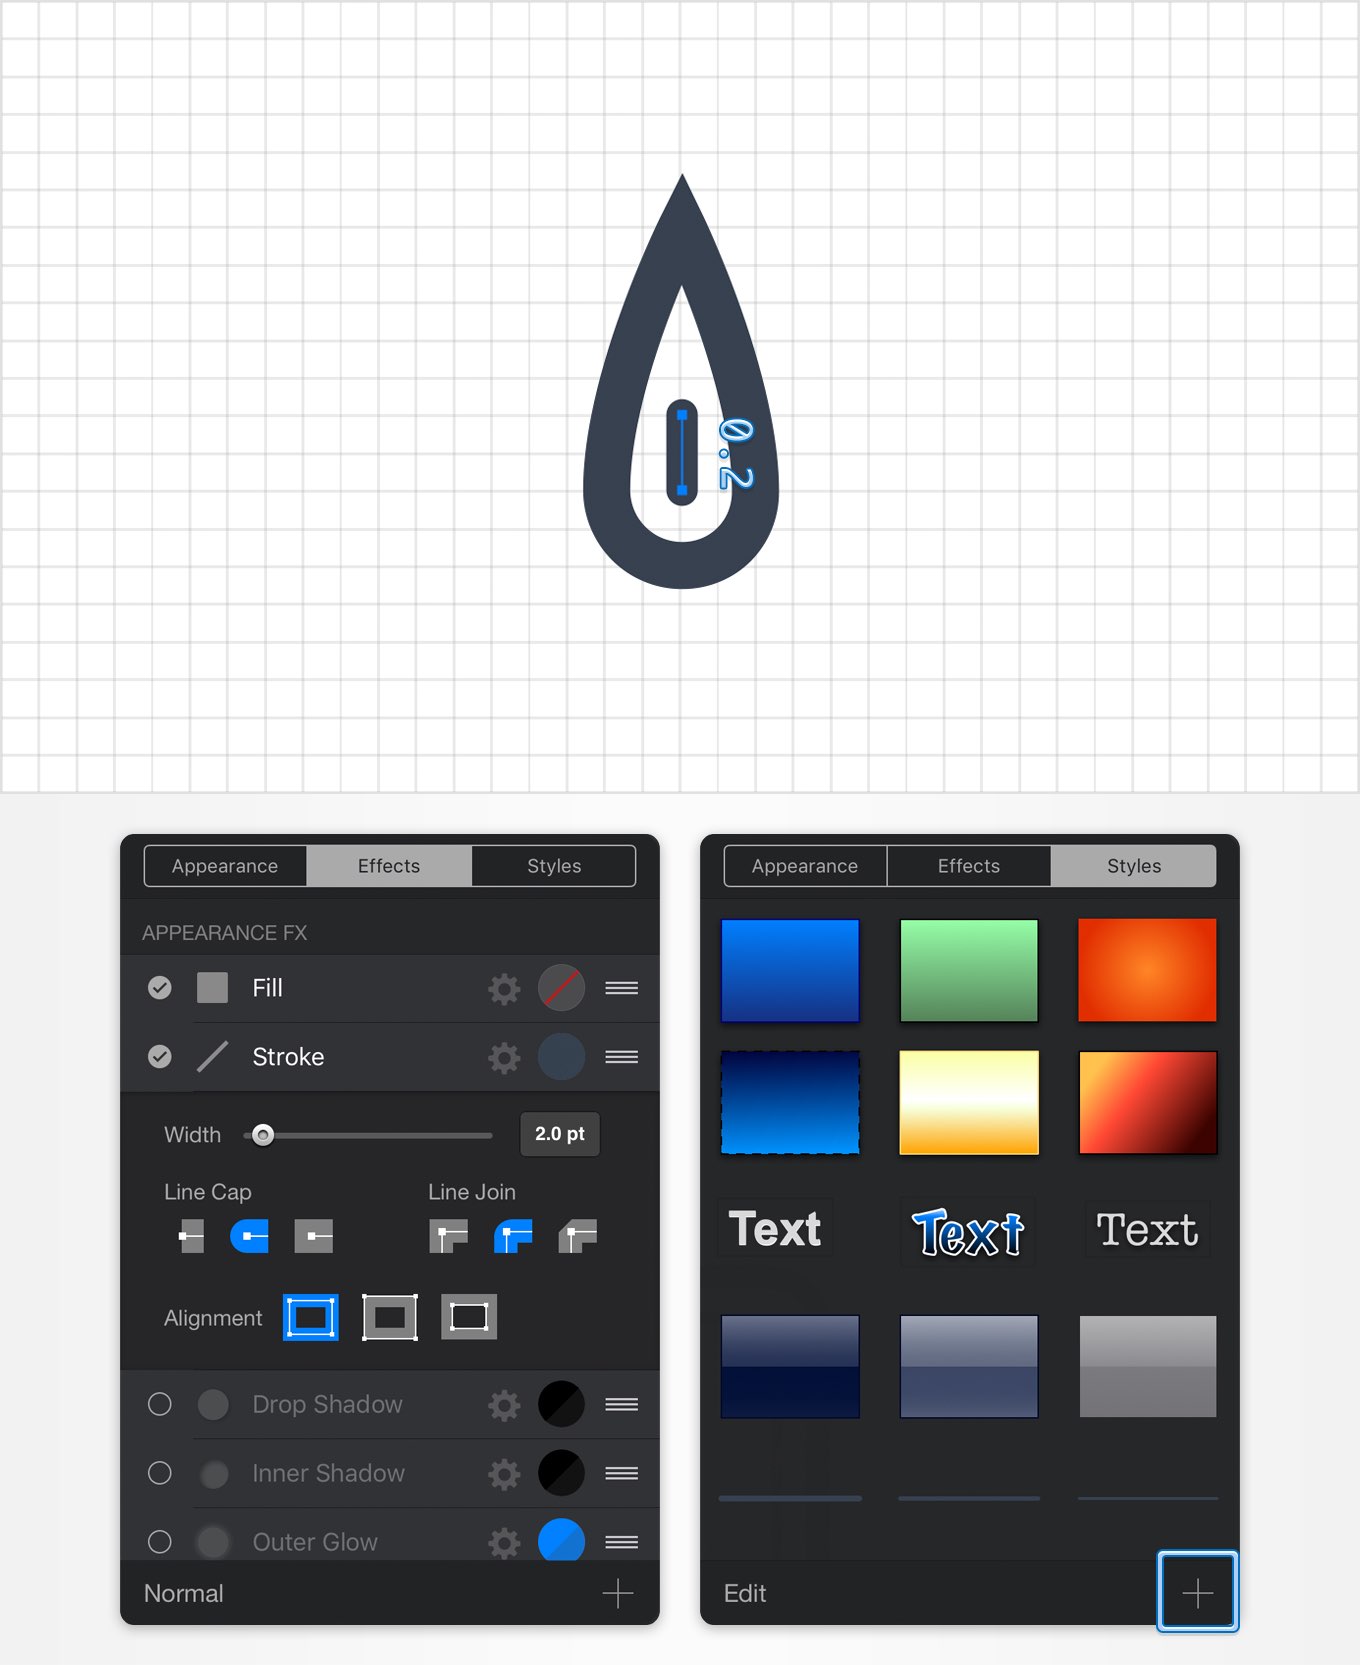 0.2
Appearance Effects Styles
APPEARANCE FX
Fill
Stroke
Width 2.0 pt
Line Cap Line Join
Alignment
Drop Shadow
Inner Shadow
Outer Glow
Normal
Appearance Effects Styles
Text Text Text
Edit